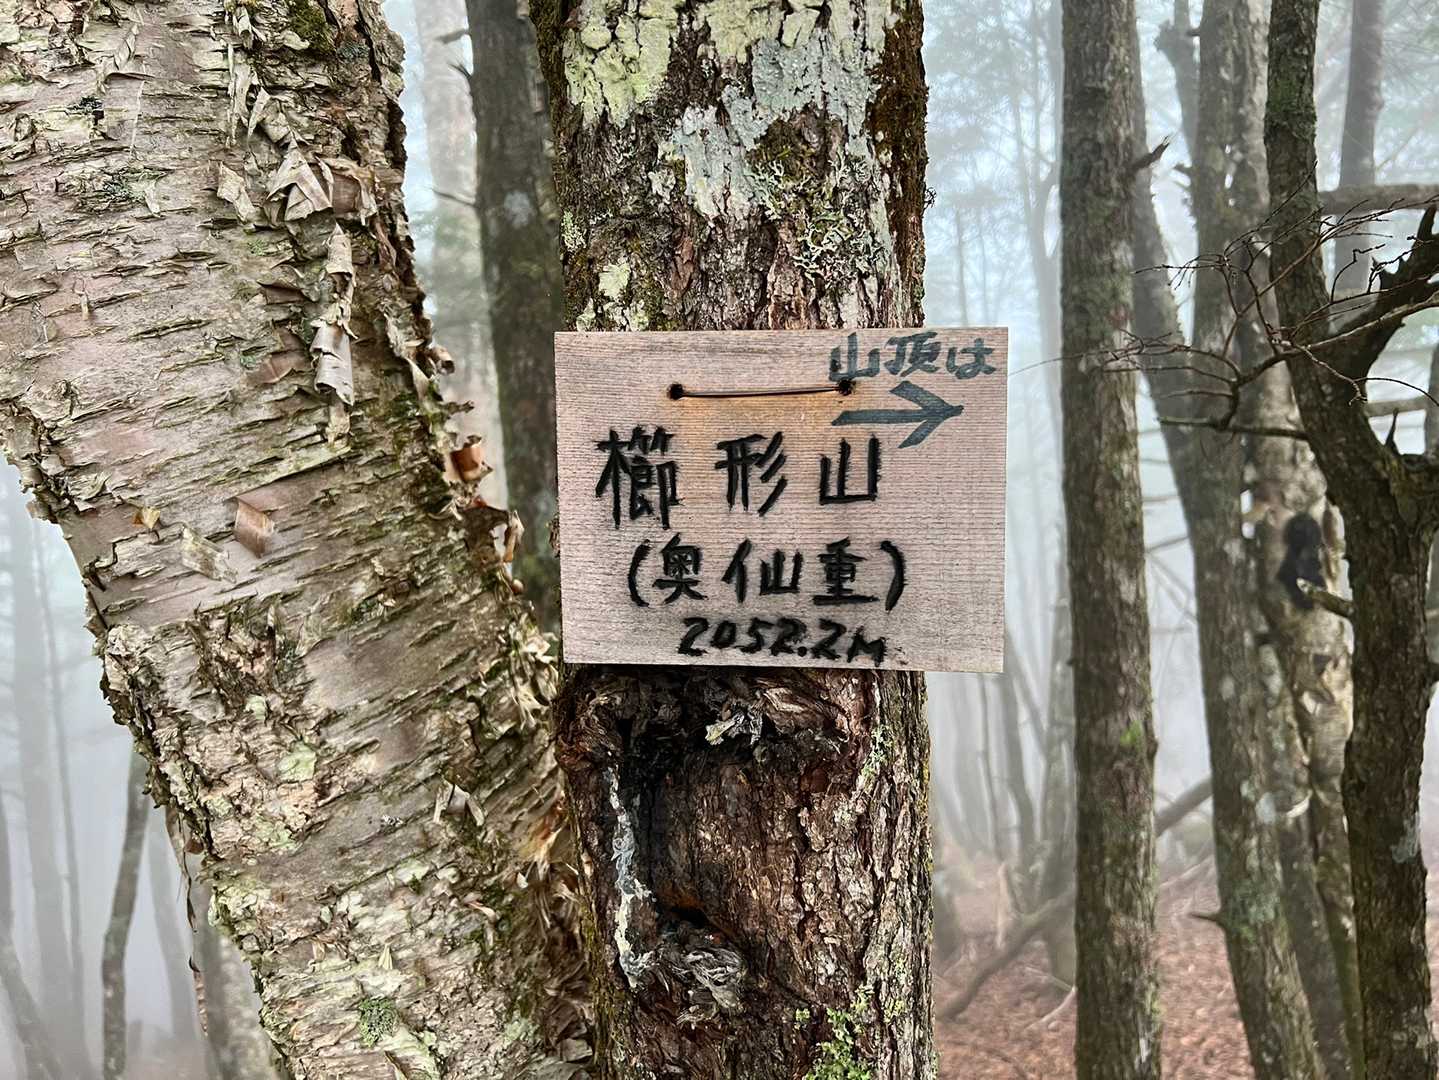 山頂は
→
櫛形山
(奥仙重)
2052.2m